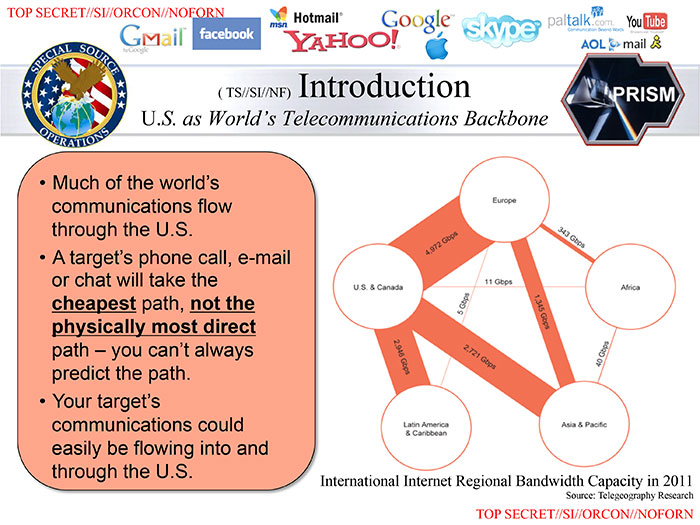 TOP SECRET//SI//ORCON//NOFORN
Gmail
by Google
facebook
msn
Hotmail
YAHOO!
Google
skype
paltalk.com
Communication Beyond Words
YouTube
AOL mail
SPECIAL SOURCE OPERATIONS
( TS//SI//NF) Introduction
U.S. as World's Telecommunications Backbone
PRISM
• Much of the world's
communications flow
through the U.S.
• A target's phone call, e-mail
or chat will take the
cheapest path, not the
physically most direct
path – you can't always
predict the path.
• Your target's
communications could
easily be flowing into and
through the U.S.
Europe
4,972 Gbps
343 Gbps
U.S. & Canada
11 Gbps
Africa
5 Gbps
1,345 Gbps
2,946 Gbps
2,721 Gbps
40 Gbps
Latin America
& Caribbean
Asia & Pacific
International Internet Regional Bandwidth Capacity in 2011
Source: Telegeography Research
TOP SECRET//SI//ORCON//NOFORN